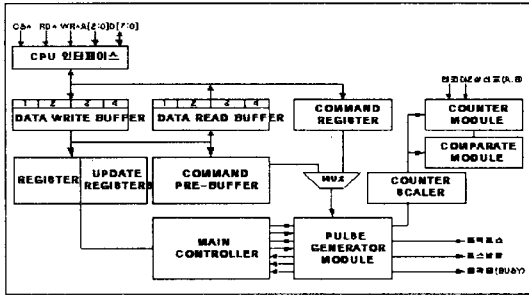 CS* RD* WR* A[2:0] D[7:0]
CPU 인터페이스
1 2 3 4
DATA WRITE BUFFER
1 2 3 4
DATA READ BUFFER
COMMAND REGISTER
COUNTER MODULE
COMPARATE MODULE
REGISTER
UPDATE REGISTERS
COMMAND PRE-BUFFER
MUX
COUNTER SCALER
MAIN CONTROLLER
PULSE GENERATOR MODULE
(BUSY)